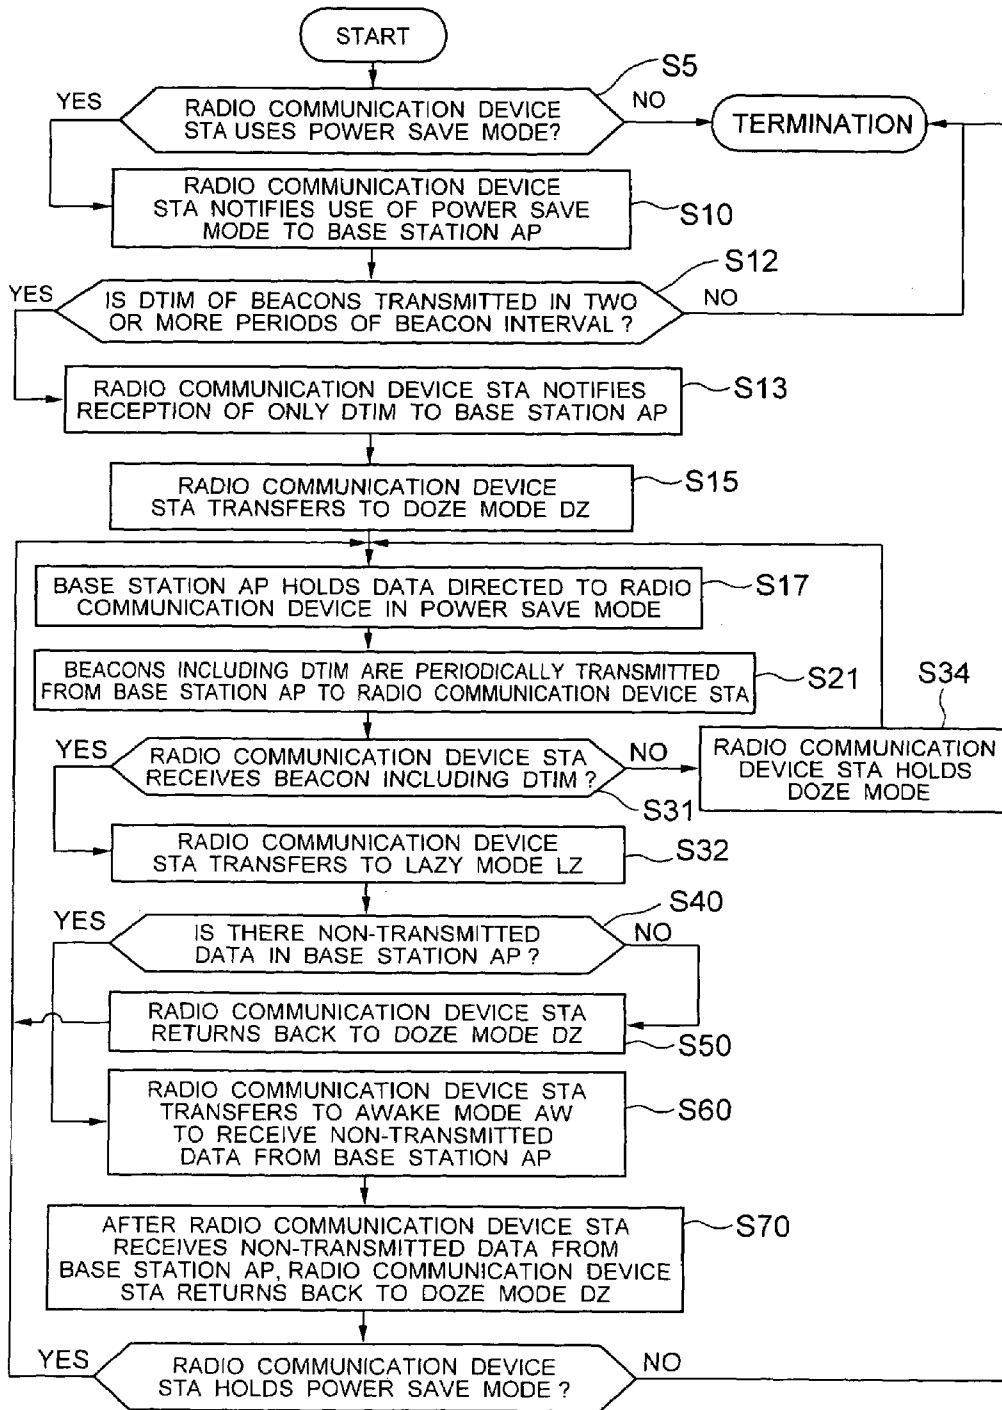 START
S5
YES
RADIO COMMUNICATION DEVICE
STA USES POWER SAVE MODE?
NO
TERMINATION
RADIO COMMUNICATION DEVICE
STA NOTIFIES USE OF POWER SAVE
MODE TO BASE STATION AP
S10
S12
YES
IS DTIM OF BEACONS TRANSMITTED IN TWO
OR MORE PERIODS OF BEACON INTERVAL?
NO
RADIO COMMUNICATION DEVICE STA NOTIFIES
RECEPTION OF ONLY DTIM TO BASE STATION AP
S13
RADIO COMMUNICATION DEVICE
STA TRANSFERS TO DOZE MODE DZ
S15
BASE STATION AP HOLDS DATA DIRECTED TO RADIO
COMMUNICATION DEVICE IN POWER SAVE MODE
S17
BEACONS INCLUDING DTIM ARE PERIODICALLY TRANSMITTED
FROM BASE STATION AP TO RADIO COMMUNICATION DEVICE STA
S21
S34
YES
RADIO COMMUNICATION DEVICE STA
RECEIVES BEACON INCLUDING DTIM?
NO
S31
RADIO COMMUNICATION
DEVICE STA HOLDS
DOZE MODE
RADIO COMMUNICATION DEVICE
STA TRANSFERS TO LAZY MODE LZ
S32
S40
YES
IS THERE NON-TRANSMITTED
DATA IN BASE STATION AP?
NO
RADIO COMMUNICATION DEVICE STA
RETURNS BACK TO DOZE MODE DZ
S50
RADIO COMMUNICATION DEVICE STA
TRANSFERS TO AWAKE MODE AW
TO RECEIVE NON-TRANSMITTED
DATA FROM BASE STATION AP
S60
AFTER RADIO COMMUNICATION DEVICE STA
RECEIVES NON-TRANSMITTED DATA FROM
BASE STATION AP, RADIO COMMUNICATION DEVICE
STA RETURNS BACK TO DOZE MODE DZ
S70
YES
RADIO COMMUNICATION DEVICE
STA HOLDS POWER SAVE MODE?
NO